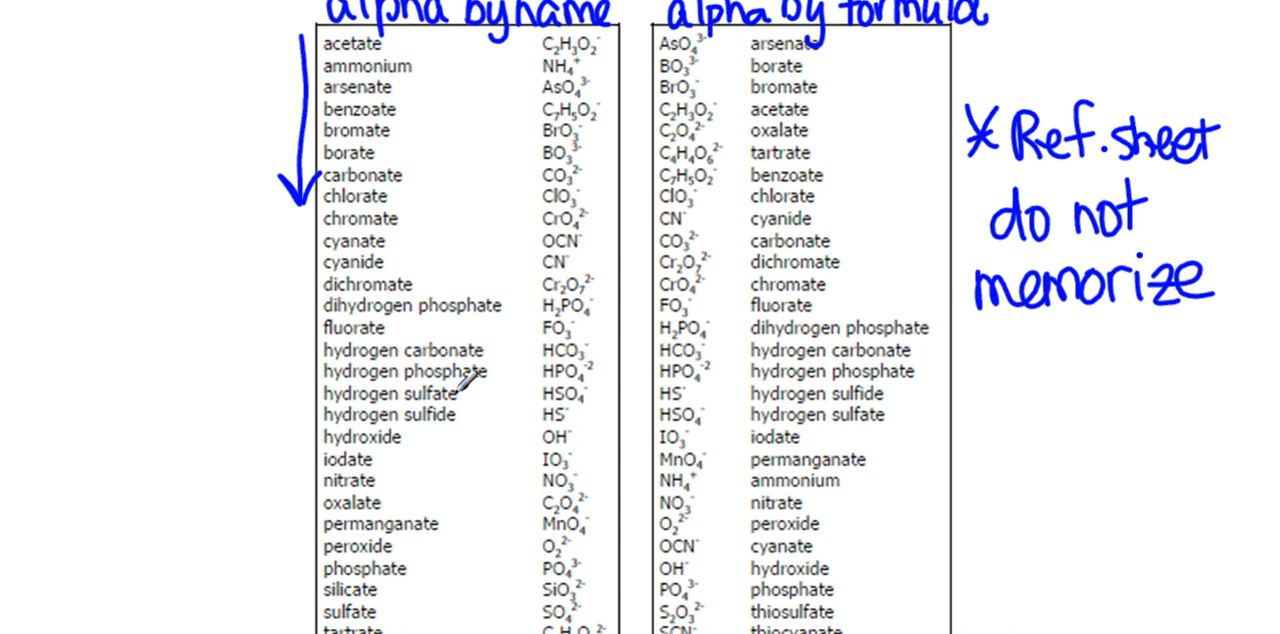 alpha by name
alpha by formula
acetate C₂H₃O₂⁻
ammonium NH₄⁺
arsenate AsO₄³⁻
benzoate C₇H₅O₂⁻
bromate BrO₃⁻
borate BO₃³⁻
carbonate CO₃²⁻
chlorate ClO₃⁻
chromate CrO₄²⁻
cyanate OCN⁻
cyanide CN⁻
dichromate Cr₂O₇²⁻
dihydrogen phosphate H₂PO₄⁻
fluorate FO₃⁻
hydrogen carbonate HCO₃⁻
hydrogen phosphate HPO₄⁻²
hydrogen sulfate HSO₄⁻
hydrogen sulfide HS⁻
hydroxide OH⁻
iodate IO₃⁻
nitrate NO₃⁻
oxalate C₂O₄²⁻
permanganate MnO₄⁻
peroxide O₂²⁻
phosphate PO₄³⁻
silicate SiO₃²⁻
sulfate SO₄²⁻
tartrate
AsO₄³⁻ arsenate
BO₃³⁻ borate
BrO₃⁻ bromate
C₂H₃O₂⁻ acetate
C₂O₄²⁻ oxalate
C₄H₄O₆²⁻ tartrate
C₇H₅O₂⁻ benzoate
ClO₃⁻ chlorate
CN⁻ cyanide
CO₃²⁻ carbonate
Cr₂O₇²⁻ dichromate
CrO₄²⁻ chromate
FO₃⁻ fluorate
H₂PO₄⁻ dihydrogen phosphate
HCO₃⁻ hydrogen carbonate
HPO₄⁻² hydrogen phosphate
HS⁻ hydrogen sulfide
HSO₄⁻ hydrogen sulfate
IO₃⁻ iodate
MnO₄⁻ permanganate
NH₄⁺ ammonium
NO₃⁻ nitrate
O₂²⁻ peroxide
OCN⁻ cyanate
OH⁻ hydroxide
PO₄³⁻ phosphate
S₂O₃²⁻ thiosulfate
SCN⁻ thiocyanate
* Ref. sheet
do not
memorize